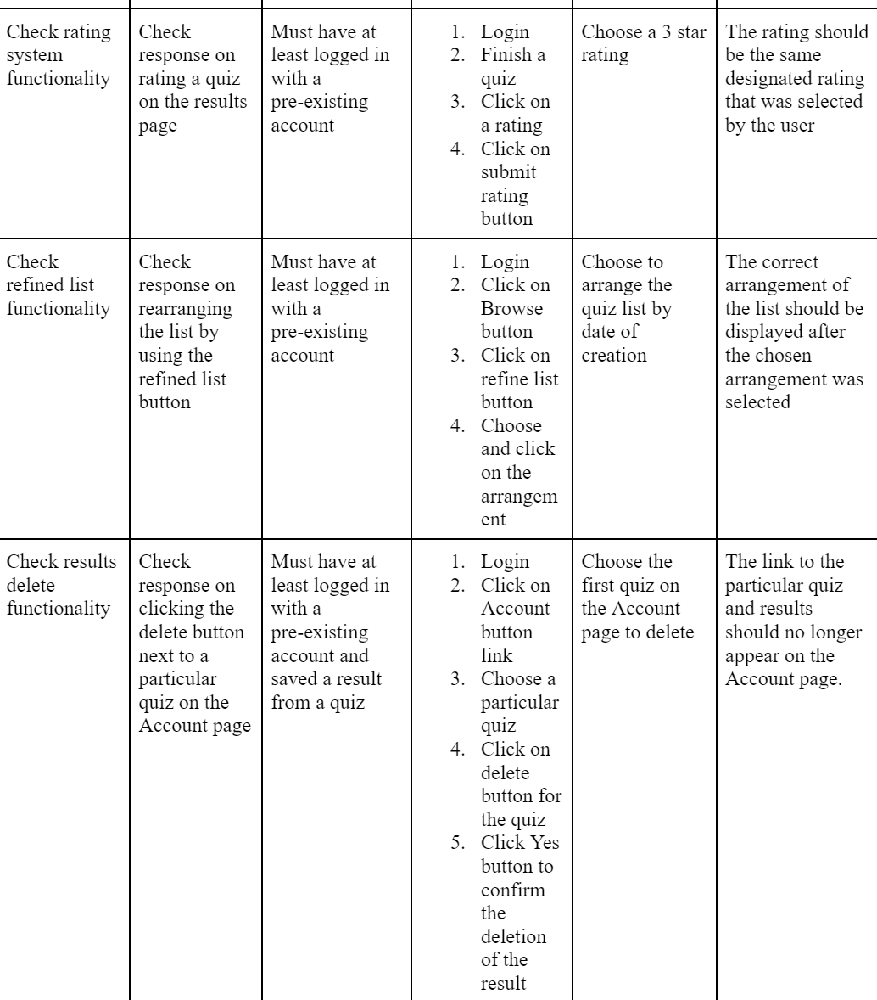 Check rating
system
functionality
Check
response on
rating a quiz
on the results
page
Must have at
least logged in
with a
pre-existing
account
1. Login
2. Finish a
quiz
3. Click on
a rating
4. Click on
submit
rating
button
Choose a 3 star
rating
The rating should
be the same
designated rating
that was selected
by the user
Check
refined list
functionality
Check
response on
rearranging
the list by
using the
refined list
button
Must have at
least logged in
with a
pre-existing
account
1. Login
2. Click on
Browse
button
3. Click on
refine list
button
4. Choose
and click
on the
arrangem
ent
Choose to
arrange the
quiz list by
date of
creation
The correct
arrangement of
the list should be
displayed after
the chosen
arrangement was
selected
Check results
delete
functionality
Check
response on
clicking the
delete button
next to a
particular
quiz on the
Account page
Must have at
least logged in
with a
pre-existing
account and
saved a result
from a quiz
1. Login
2. Click on
Account
button
link
3. Choose a
particular
quiz
4. Click on
delete
button for
the quiz
5. Click Yes
button to
confirm
the
deletion
of the
result
Choose the
first quiz on
the Account
page to delete
The link to the
particular quiz
and results
should no longer
appear on the
Account page.